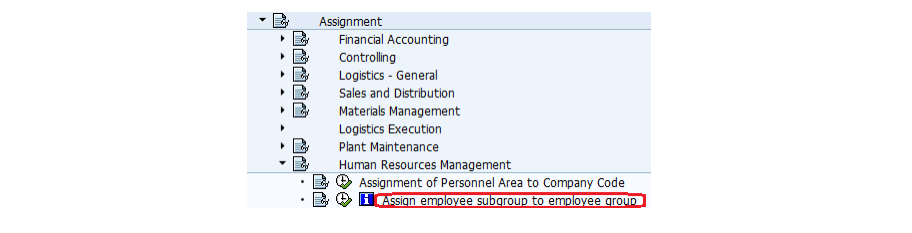 Assignment
Financial Accounting
Controlling
Logistics - General
Sales and Distribution
Materials Management
Logistics Execution
Plant Maintenance
Human Resources Management
Assignment of Personnel Area to Company Code
Assign employee subgroup to employee group